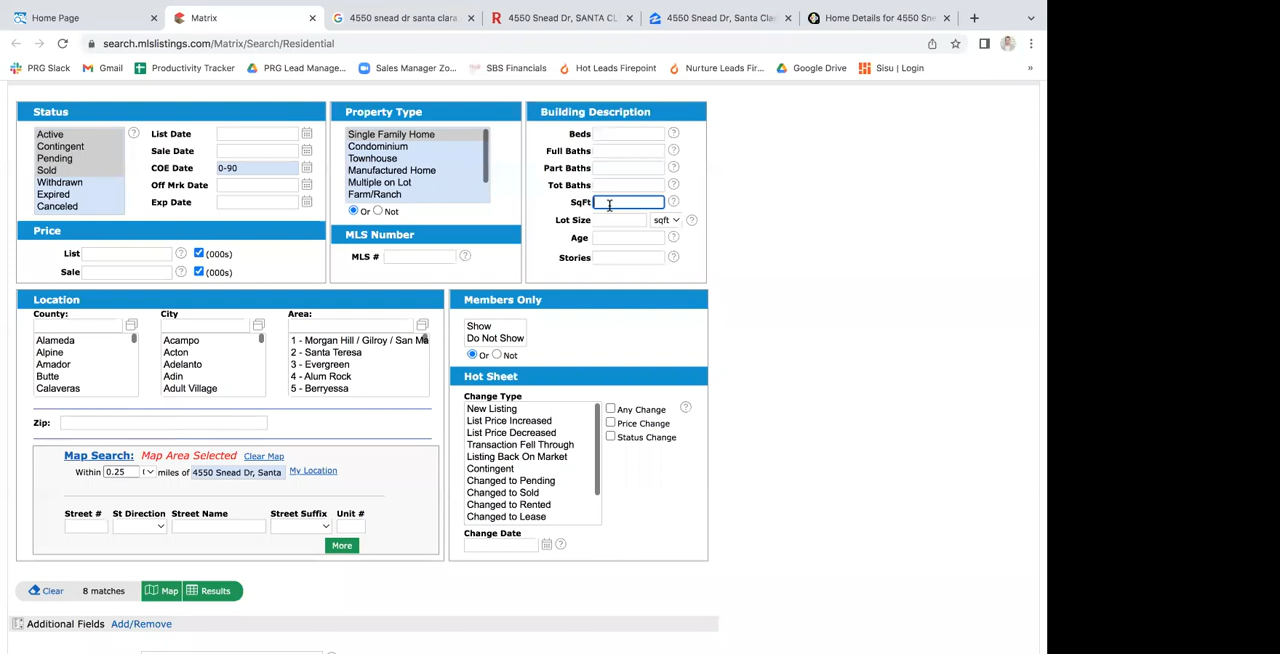 Home Page
Matrix
4550 snead dr santa clara
4550 Snead Dr, SANTA CL
4550 Snead Dr, Santa Cla
Home Details for 4550 Sne
search.mlslistings.com/Matrix/Search/Residential
PRG Slack
Gmail
Productivity Tracker
PRG Lead Manage...
Sales Manager Zo...
SBS Financials
Hot Leads Firepoint
Nurture Leads Fir...
Google Drive
Sisu | Login
»
Status
Active
Contingent
Pending
Sold
Withdrawn
Expired
Canceled
List Date
Sale Date
COE Date 0-90
Off Mrk Date
Exp Date
Price
List (000s)
Sale (000s)
Property Type
Single Family Home
Condominium
Townhouse
Manufactured Home
Multiple on Lot
Farm/Ranch
Or Not
MLS Number
MLS #
Building Description
Beds
Full Baths
Part Baths
Tot Baths
SqFt
Lot Size sqft
Age
Stories
Location
County:
Alameda
Alpine
Amador
Butte
Calaveras
City
Acampo
Acton
Adelanto
Adin
Adult Village
Area:
1 - Morgan Hill / Gilroy / San Ma
2 - Santa Teresa
3 - Evergreen
4 - Alum Rock
5 - Berryessa
Zip:
Map Search: Map Area Selected Clear Map
Within 0.25 miles of 4550 Snead Dr, Santa My Location
Street # St Direction Street Name Street Suffix Unit #
More
Members Only
Show
Do Not Show
Or Not
Hot Sheet
Change Type
New Listing
List Price Increased
List Price Decreased
Transaction Fell Through
Listing Back On Market
Contingent
Changed to Pending
Changed to Sold
Changed to Rented
Changed to Lease
Any Change
Price Change
Status Change
Change Date
Clear 8 matches Map Results
Additional Fields Add/Remove